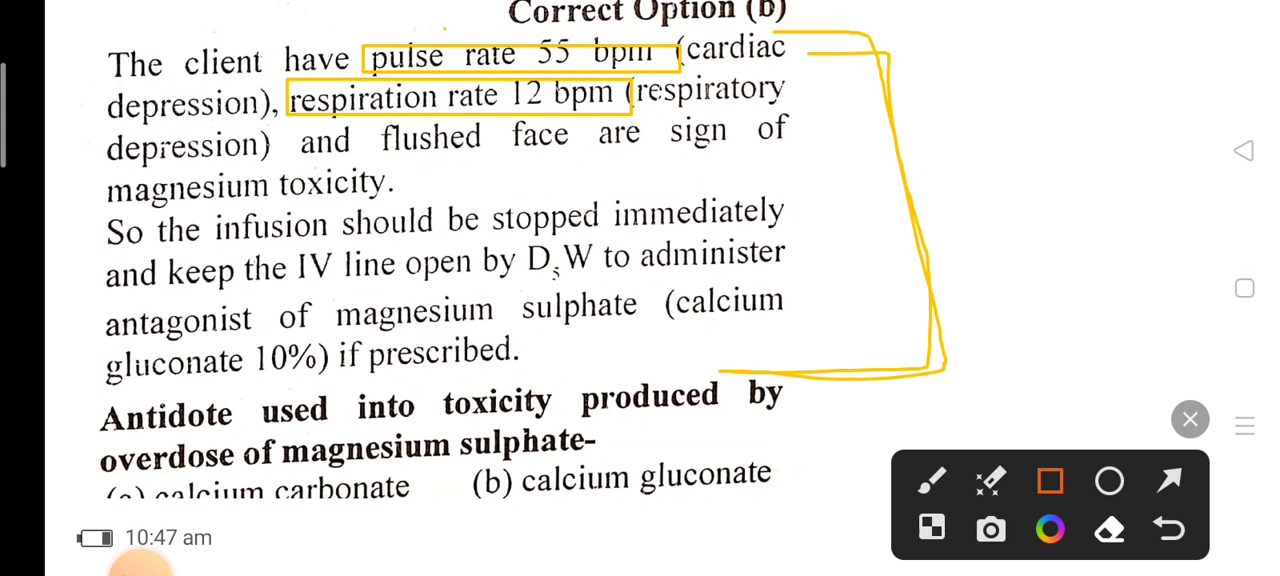 Correct Option (b)
The client have pulse rate 55 bpm (cardiac
depression), respiration rate 12 bpm (respiratory
depression) and flushed face are sign of
magnesium toxicity.
So the infusion should be stopped immediately
and keep the IV line open by D₅W to administer
antagonist of magnesium sulphate (calcium
gluconate 10%) if prescribed.
Antidote used into toxicity produced by
overdose of magnesium sulphate-
(a) calcium carbonate (b) calcium gluconate
10:47 am